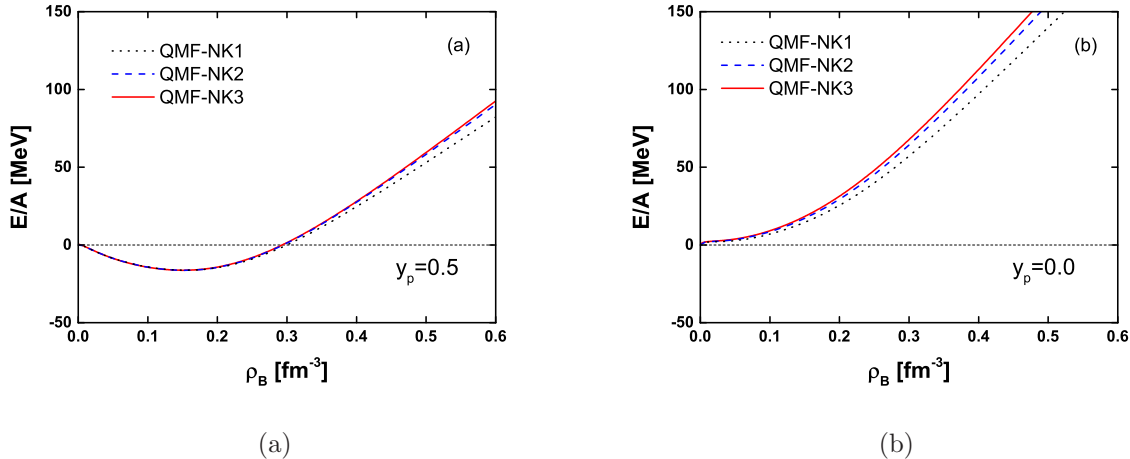 150
100
50
0
-50
E/A [MeV]
QMF-NK1
QMF-NK2
QMF-NK3
(a)
y_p=0.5
0.0 0.1 0.2 0.3 0.4 0.5 0.6
ρ_B [fm^-3]
(a)
150
100
50
0
-50
E/A [MeV]
QMF-NK1
QMF-NK2
QMF-NK3
(b)
y_p=0.0
0.0 0.1 0.2 0.3 0.4 0.5 0.6
ρ_B [fm^-3]
(b)